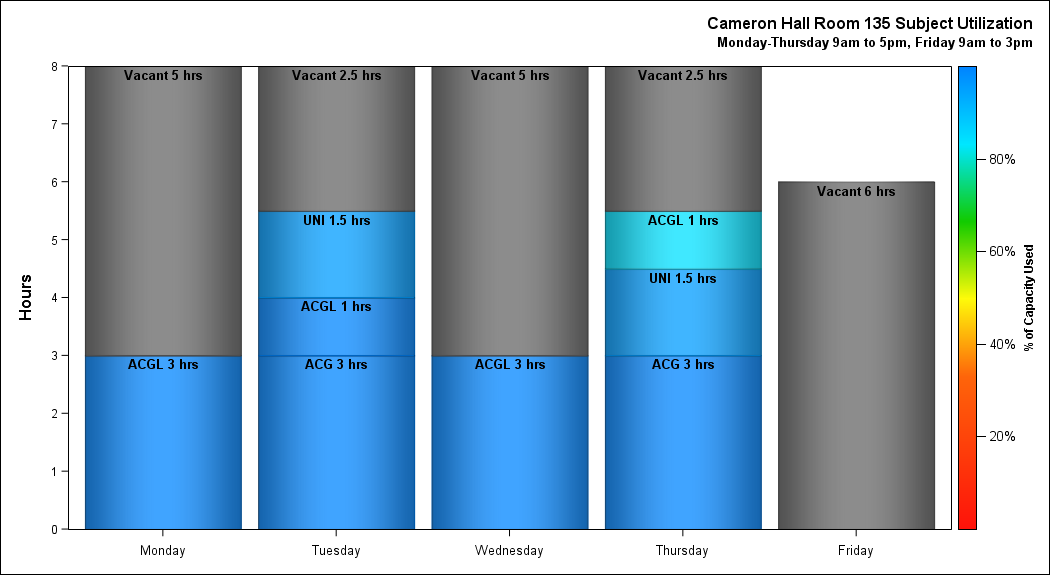 Cameron Hall Room 135 Subject Utilization
Monday-Thursday 9am to 5pm, Friday 9am to 3pm
Hours
8
7
6
5
4
3
2
1
0
Vacant 5 hrs
ACGL 3 hrs
Monday
Vacant 2.5 hrs
UNI 1.5 hrs
ACGL 1 hrs
ACG 3 hrs
Tuesday
Vacant 5 hrs
ACGL 3 hrs
Wednesday
Vacant 2.5 hrs
ACGL 1 hrs
UNI 1.5 hrs
ACG 3 hrs
Thursday
Vacant 6 hrs
Friday
80%
60%
40%
20%
% of Capacity Used